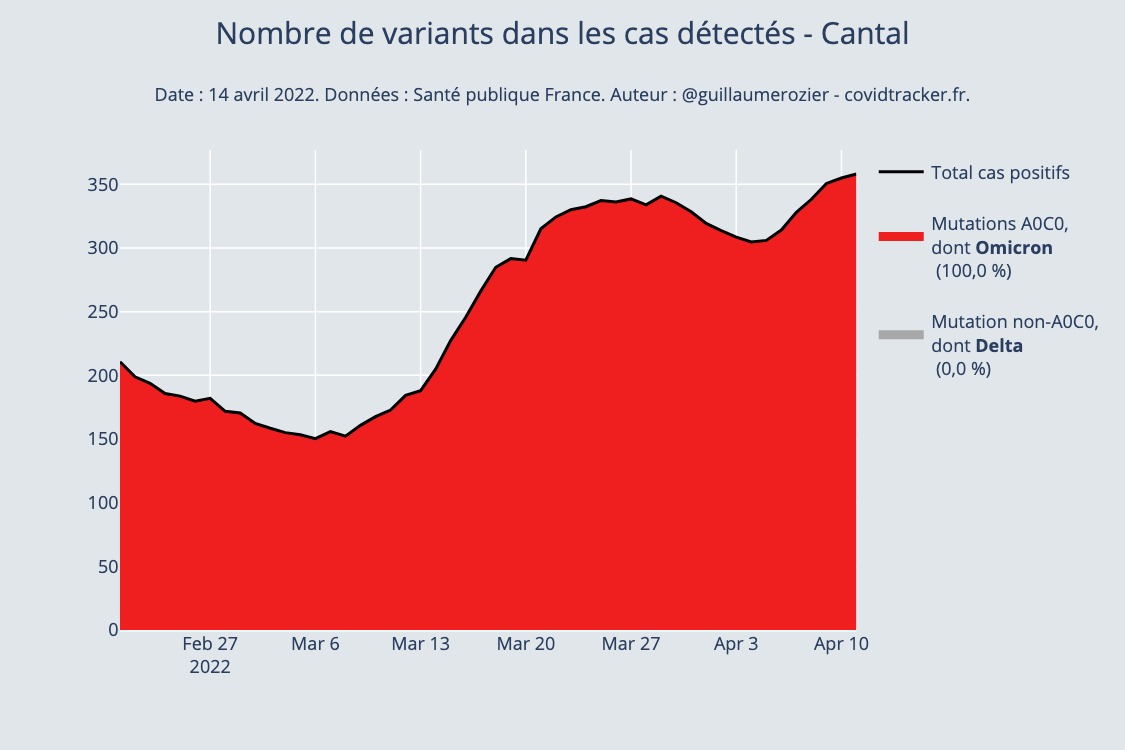 Nombre de variants dans les cas détectés - Cantal
Date : 14 avril 2022. Données : Santé publique France. Auteur : @guillaumerozier - covidtracker.fr.
350
300
250
200
150
100
50
0
Feb 27
2022
Mar 6
Mar 13
Mar 20
Mar 27
Apr 3
Apr 10
Total cas positifs
Mutations A0C0,
dont Omicron
(100,0 %)
Mutation non-A0C0,
dont Delta
(0,0 %)